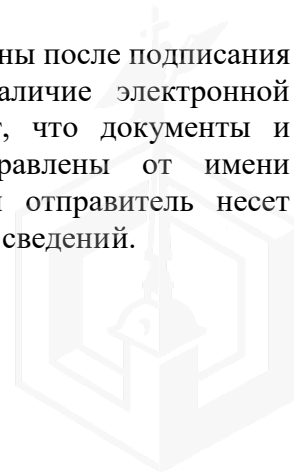 ны после подписания
аличие электронной
, что документы и
равлены от имени
отправитель несет
сведений.